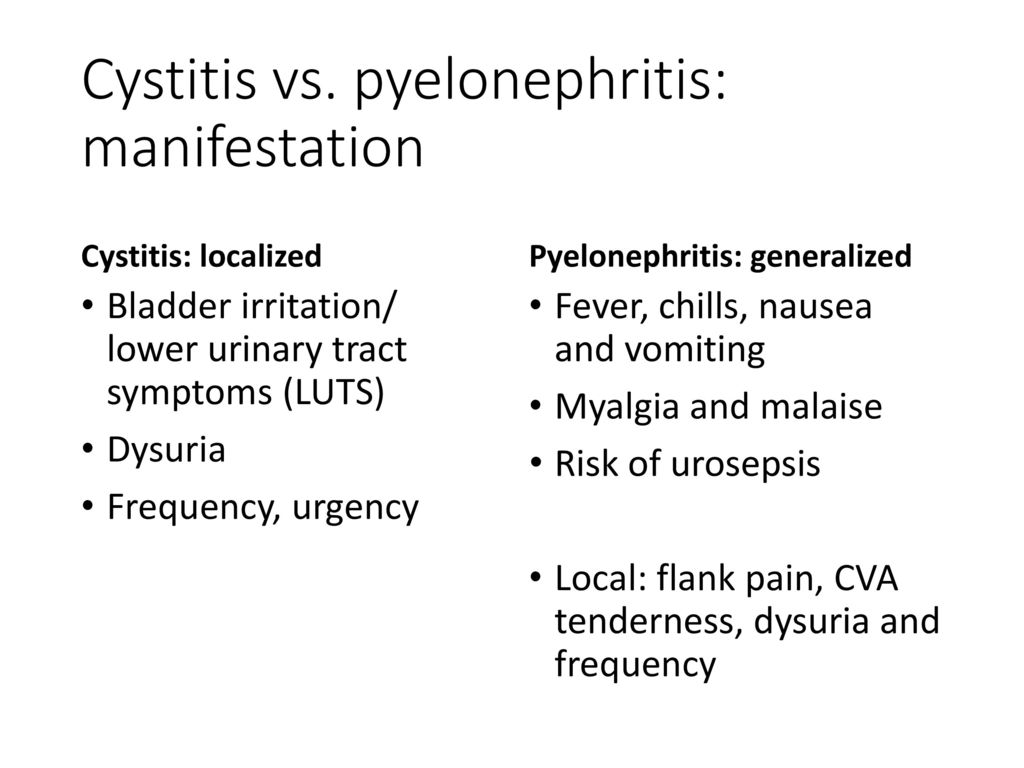 Cystitis vs. pyelonephritis:
manifestation
Cystitis: localized
• Bladder irritation/
lower urinary tract
symptoms (LUTS)
• Dysuria
• Frequency, urgency
Pyelonephritis: generalized
• Fever, chills, nausea
and vomiting
• Myalgia and malaise
• Risk of urosepsis
• Local: flank pain, CVA
tenderness, dysuria and
frequency